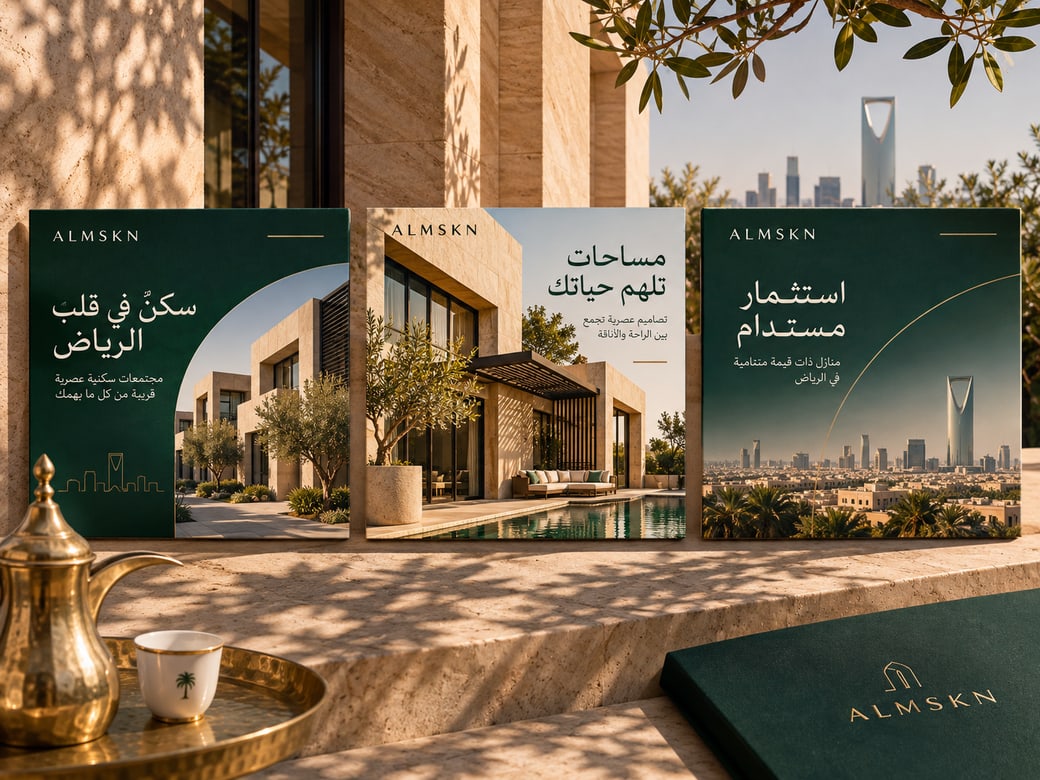 ALMSKN
سكنٌ في قلب
الرياض
مجتمعات سكنية عصرية
قريبة من كل ما يهمك
ALMSKN
مساحات
تلهم حياتك
تصاميم عصرية تجمع
بين الراحة والأناقة
ALMSKN
استثمار
مستدام
منازل ذات قيمة متنامية
في الرياض
ALMSKN